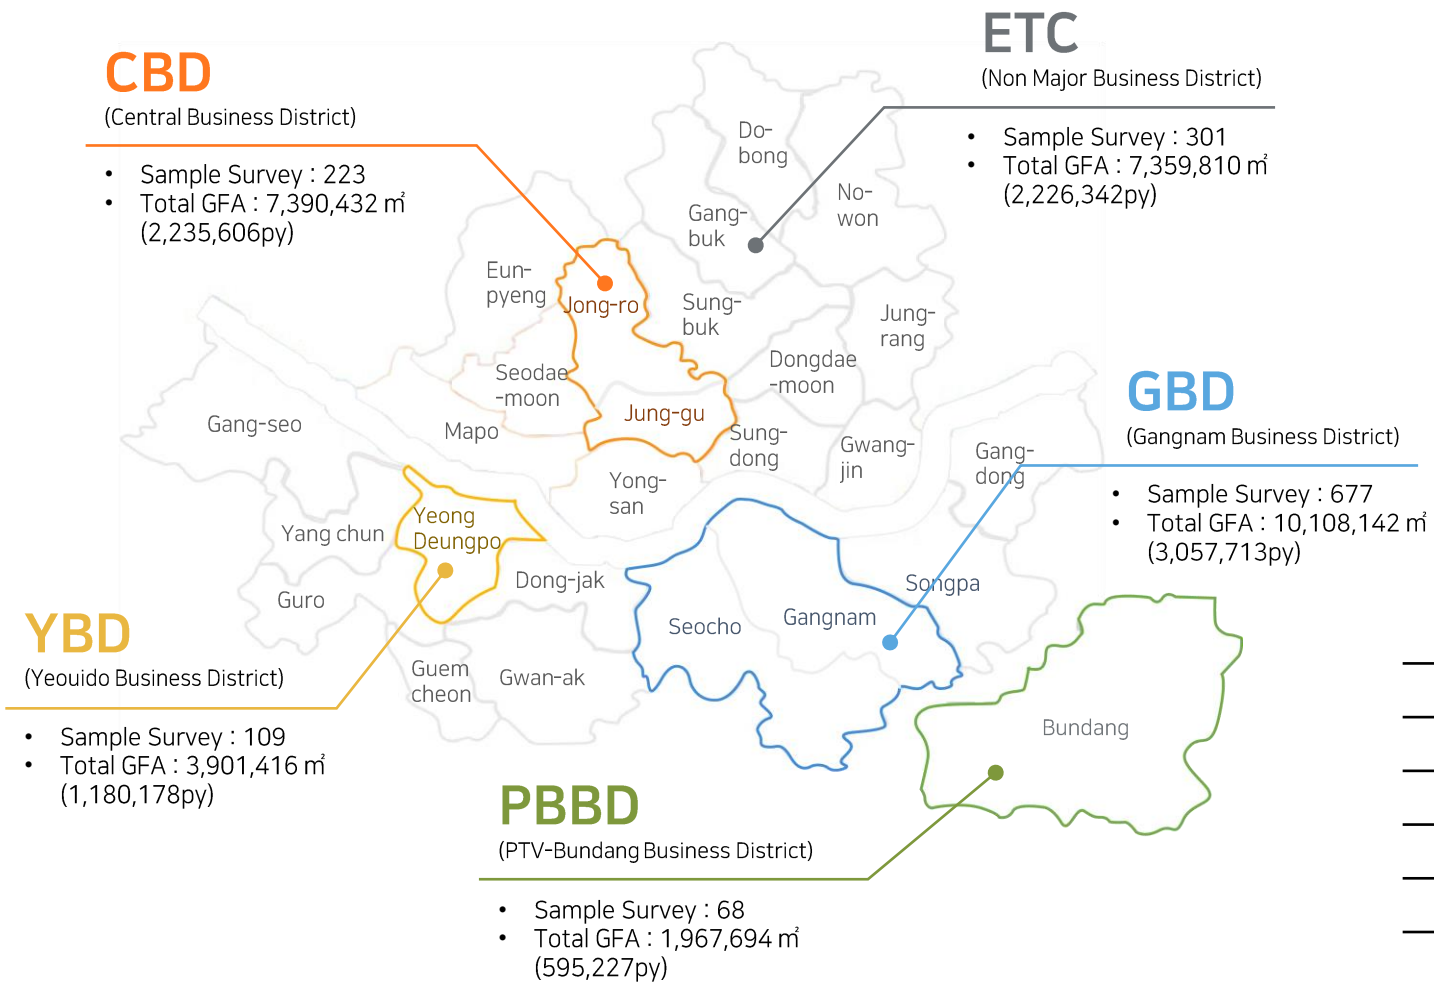 ETC
(Non Major Business District)
• Sample Survey : 301
• Total GFA : 7,359,810 ㎡
(2,226,342py)
CBD
(Central Business District)
• Sample Survey : 223
• Total GFA : 7,390,432 ㎡
(2,235,606py)
Do-
bong
No-
won
Gang-
buk
Eun-
pyeng
Jong-ro
Sung-
buk
Jung-
rang
Dongdae
-moon
Seodae
-moon
Jung-gu
Gang-seo
Mapo
Sung-
dong
Gwang-
jin
Gang-
dong
Yong-
san
GBD
(Gangnam Business District)
• Sample Survey : 677
• Total GFA : 10,108,142 ㎡
(3,057,713py)
Yang chun
Yeong
Deungpo
Dong-jak
Guro
Songpa
Gangnam
Seocho
Guem
cheon
Gwan-ak
Bundang
YBD
(Yeouido Business District)
• Sample Survey : 109
• Total GFA : 3,901,416 ㎡
(1,180,178py)
PBBD
(PTV-Bundang Business District)
• Sample Survey : 68
• Total GFA : 1,967,694 ㎡
(595,227py)